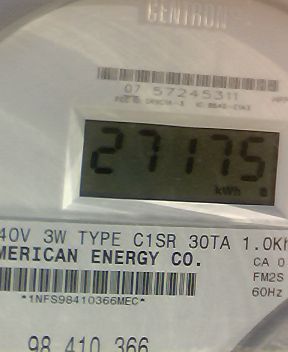 CENTRON
07 57245311
27175
kWh
40V 3W TYPE C1SR 30TA 1.0Kh
MERICAN ENERGY CO.
CA 0
FM2S
60Hz
*1NFS98410366MEC*
98 410 366